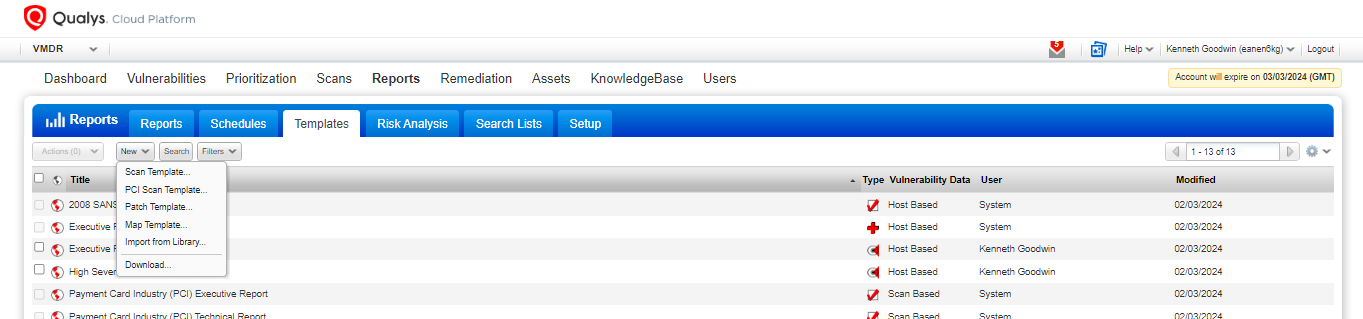 Qualys. Cloud Platform
VMDR
5
Help
Kenneth Goodwin (eanen6kg)
Logout
Dashboard Vulnerabilities Prioritization Scans Reports Remediation Assets KnowledgeBase Users
Account will expire on 03/03/2024 (GMT)
Reports Reports Schedules Templates Risk Analysis Search Lists Setup
Actions (0) New Search Filters 1 - 13 of 13
Scan Template...
PCI Scan Template...
Patch Template...
Map Template...
Import from Library...
Download...
Title Type Vulnerability Data User Modified
2008 SANS Host Based System 02/03/2024
Executive Host Based System 02/03/2024
Executive Host Based Kenneth Goodwin 02/03/2024
High Host Based Kenneth Goodwin 02/03/2024
Payment Card Industry (PCI) Executive Report Scan Based System 02/03/2024
Payment Card Industry (PCI) Technical Report Scan Based System 02/03/2024